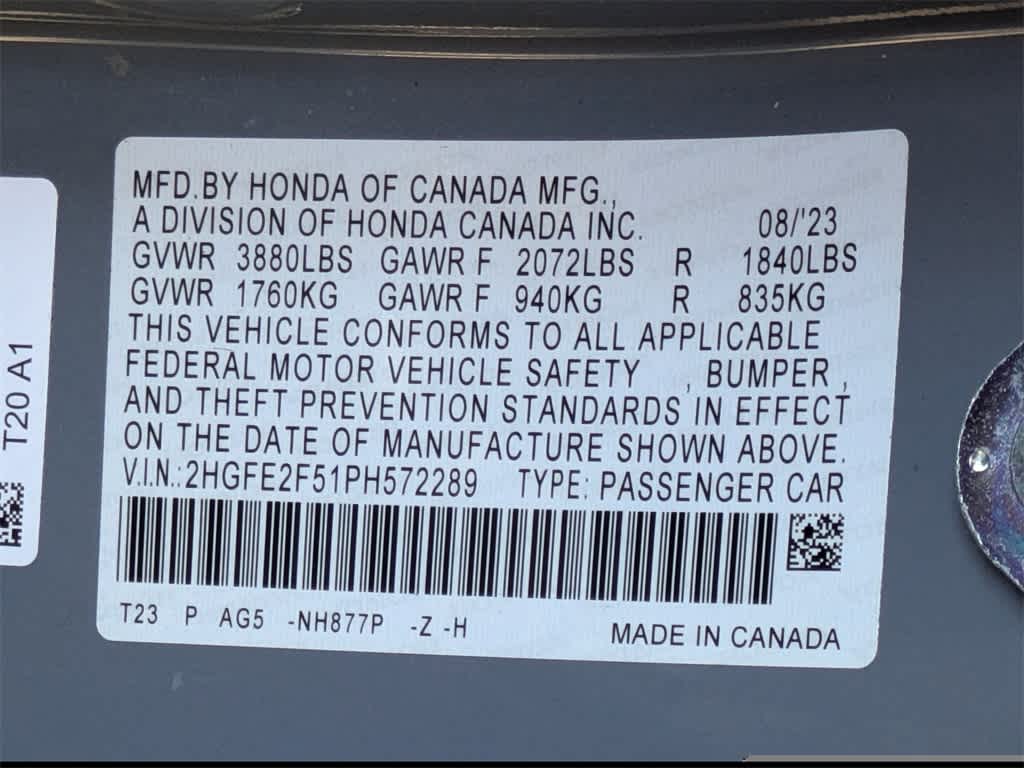 MFD.BY HONDA OF CANADA MFG.,
A DIVISION OF HONDA CANADA INC. 08/'23
GVWR 3880LBS GAWR F 2072LBS R 1840LBS
GVWR 1760KG GAWR F 940KG R 835KG
THIS VEHICLE CONFORMS TO ALL APPLICABLE
FEDERAL MOTOR VEHICLE SAFETY , BUMPER ,
AND THEFT PREVENTION STANDARDS IN EFFECT
ON THE DATE OF MANUFACTURE SHOWN ABOVE.
V.I.N.:2HGFE2F51PH572289 TYPE: PASSENGER CAR
T23 P AG5 -NH877P -Z -H
MADE IN CANADA
T20 A1